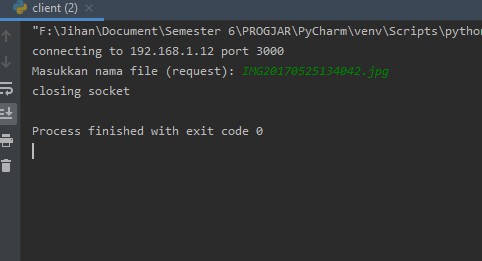 client (2)
"F:\Jihan\Document\Semester 6\PROGJAR\PyCharm\venv\Scripts\pytho
connecting to 192.168.1.12 port 3000
Masukkan nama file (request): IMG20170525134042.jpg
closing socket
Process finished with exit code 0